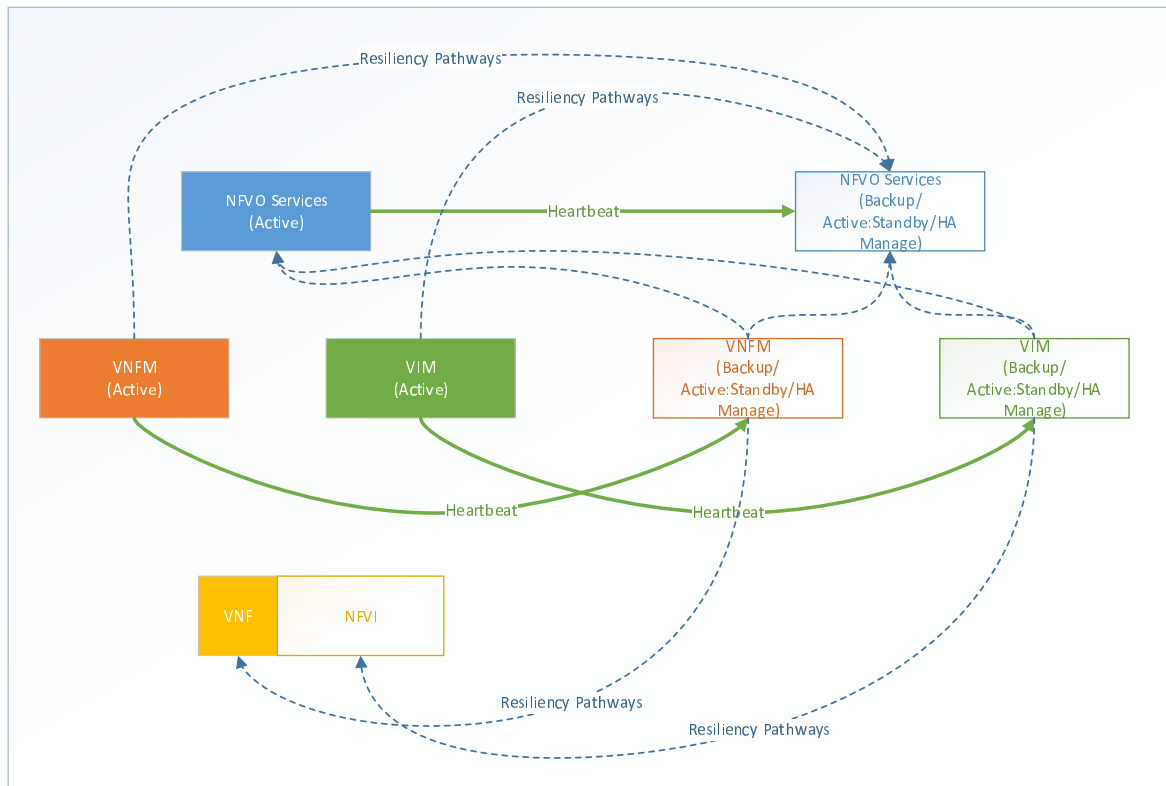 Resiliency Pathways
Resiliency Pathways
NFVO Services
(Active)
Heartbeat
NFVO Services
(Backup/
Active:Standby/HA
Manage)
VNFM
(Active)
VIM
(Active)
VNFM
(Backup/
Active:Standby/HA
Manage)
VIM
(Backup/
Active:Standby/HA
Manage)
Heartbeat
Heartbeat
VNF
NFVI
Resiliency Pathways
Resiliency Pathways